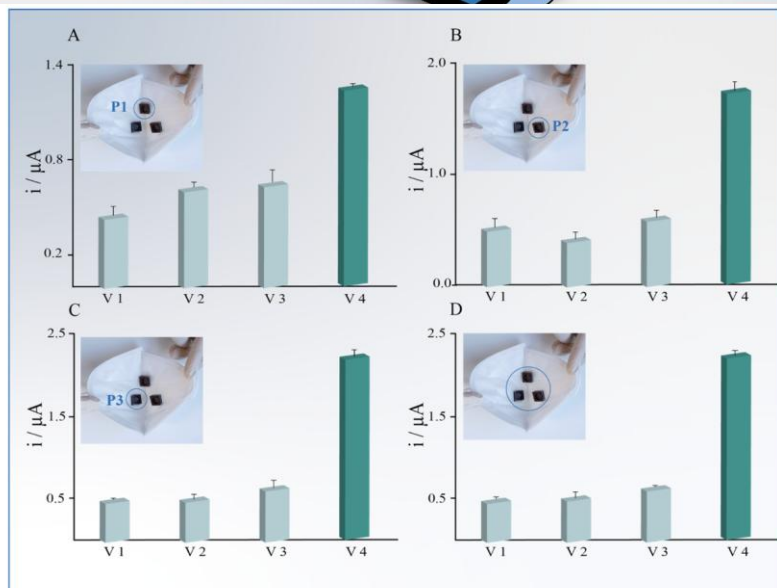 A
1.4
0.8
0.2
i / µA
P1
V 1
V 2
V 3
V 4
B
2.0
1.0
0.0
i / µA
P2
V 1
V 2
V 3
V 4
C
2.5
1.5
0.5
i / µA
P3
V 1
V 2
V 3
V 4
D
2.5
1.5
0.5
i / µA
V 1
V 2
V 3
V 4